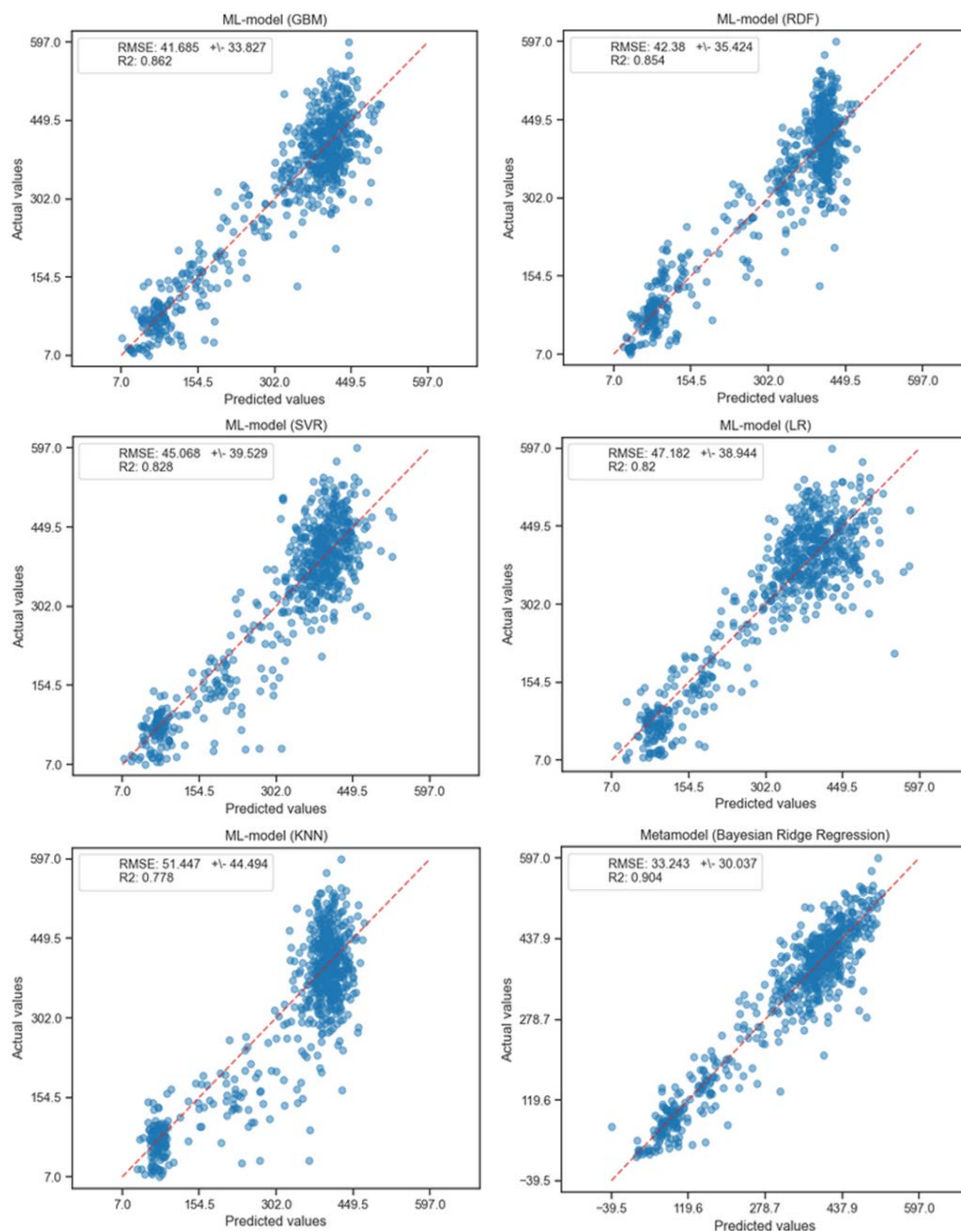 ML-model (GBM)
RMSE: 41.685 +\- 33.827
R2: 0.862
597.0
449.5
302.0
154.5
7.0
Actual values
7.0 154.5 302.0 449.5 597.0
Predicted values
ML-model (RDF)
RMSE: 42.38 +\- 35.424
R2: 0.854
597.0
449.5
302.0
154.5
7.0
Actual values
7.0 154.5 302.0 449.5 597.0
Predicted values
ML-model (SVR)
RMSE: 45.068 +\- 39.529
R2: 0.828
597.0
449.5
302.0
154.5
7.0
Actual values
7.0 154.5 302.0 449.5 597.0
Predicted values
ML-model (LR)
RMSE: 47.182 +\- 38.944
R2: 0.82
597.0
449.5
302.0
154.5
7.0
Actual values
7.0 154.5 302.0 449.5 597.0
Predicted values
ML-model (KNN)
RMSE: 51.447 +\- 44.494
R2: 0.778
597.0
449.5
302.0
154.5
7.0
Actual values
7.0 154.5 302.0 449.5 597.0
Predicted values
Metamodel (Bayesian Ridge Regression)
RMSE: 33.243 +\- 30.037
R2: 0.904
597.0
437.9
278.7
119.6
−39.5
Actual values
−39.5 119.6 278.7 437.9 597.0
Predicted values